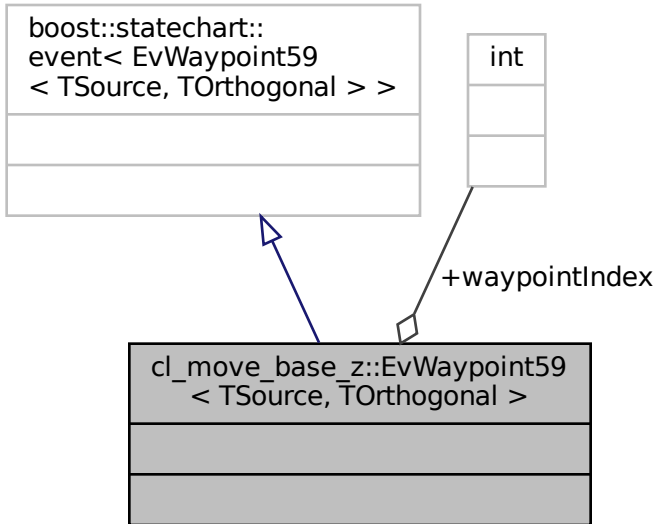 boost::statechart::
event< EvWaypoint59
< TSource, TOrthogonal > >
int
+waypointIndex
cl_move_base_z::EvWaypoint59
< TSource, TOrthogonal >